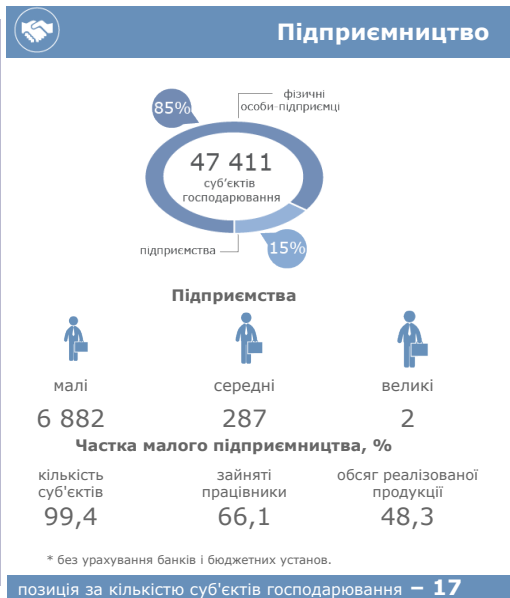 Підприємництво
85%
фізичні
особи-підприємці
47 411
суб’єктів
господарювання
підприємства
15%
Підприємства
малі
середні
великі
6 882
287
2
Частка малого підприємництва, %
кількість
суб'єктів
зайняті
працівники
обсяг реалізованої
продукції
99,4
66,1
48,3
* без урахування банків і бюджетних установ.
позиція за кількістю суб'єктів господарювання – 17